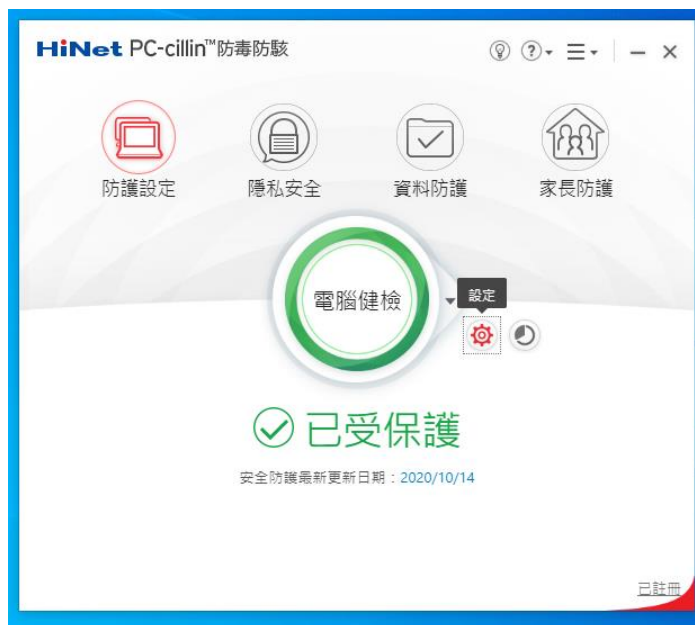 HiNet PC-cillin™防毒防駭
防護設定
隱私安全
資料防護
家長防護
電腦健檢
設定
已受保護
安全防護最新更新日期：2020/10/14
已註冊